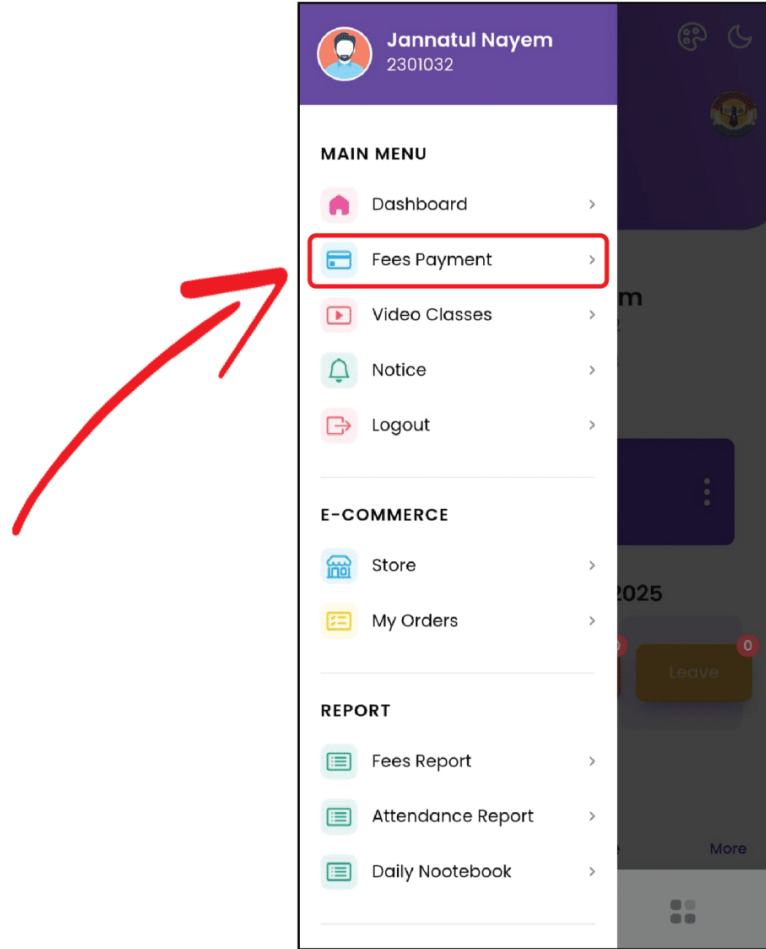 Jannatul Nayem
2301032
MAIN MENU
Dashboard
Fees Payment
m
Video Classes
Notice
Logout
E-COMMERCE
Store
2025
My Orders
0
Leave
REPORT
Fees Report
Attendance Report
More
Daily Nootebook